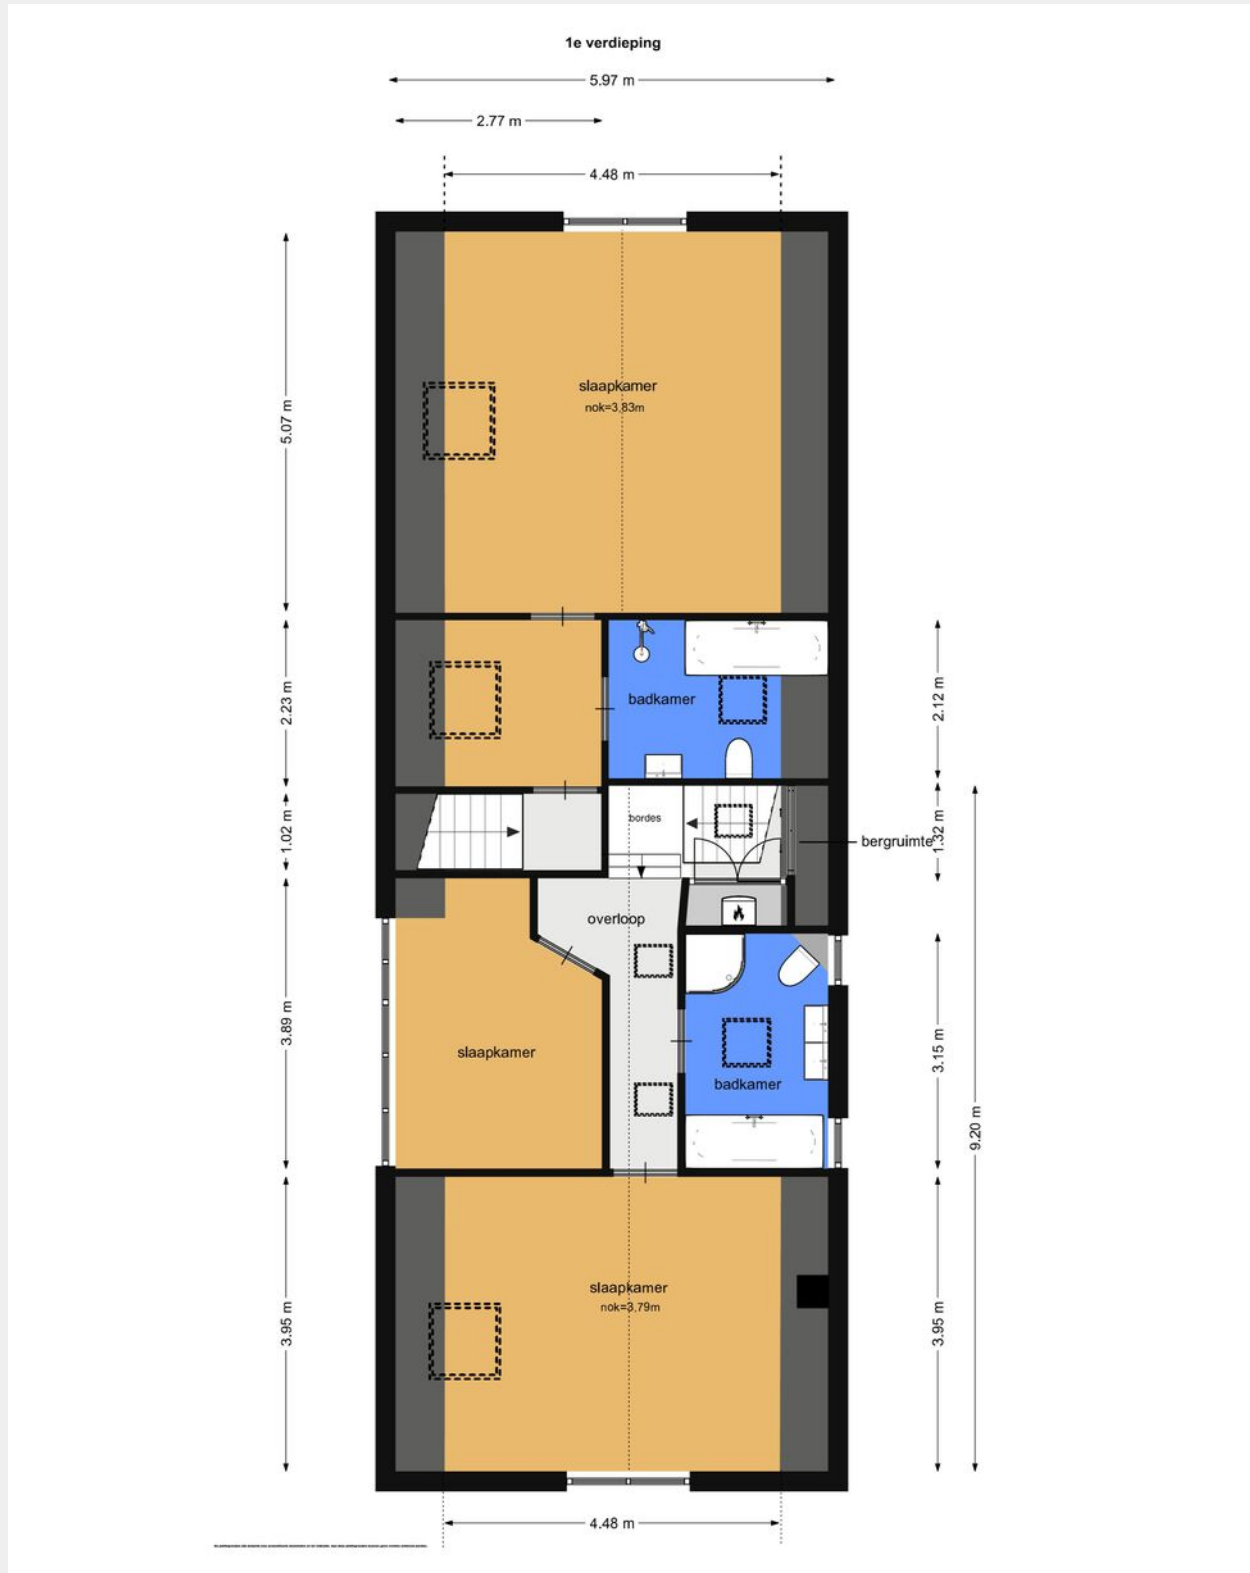 1e verdieping
5.97 m
2.77 m
4.48 m
slaapkamer
nok=3,83m
5.07 m
2.23 m
badkamer
2.12 m
1.02 m
bordes
bergruimte
1.32 m
overloop
3.89 m
slaapkamer
badkamer
3.15 m
9.20 m
slaapkamer
nok=3,79m
3.95 m
3.95 m
4.48 m